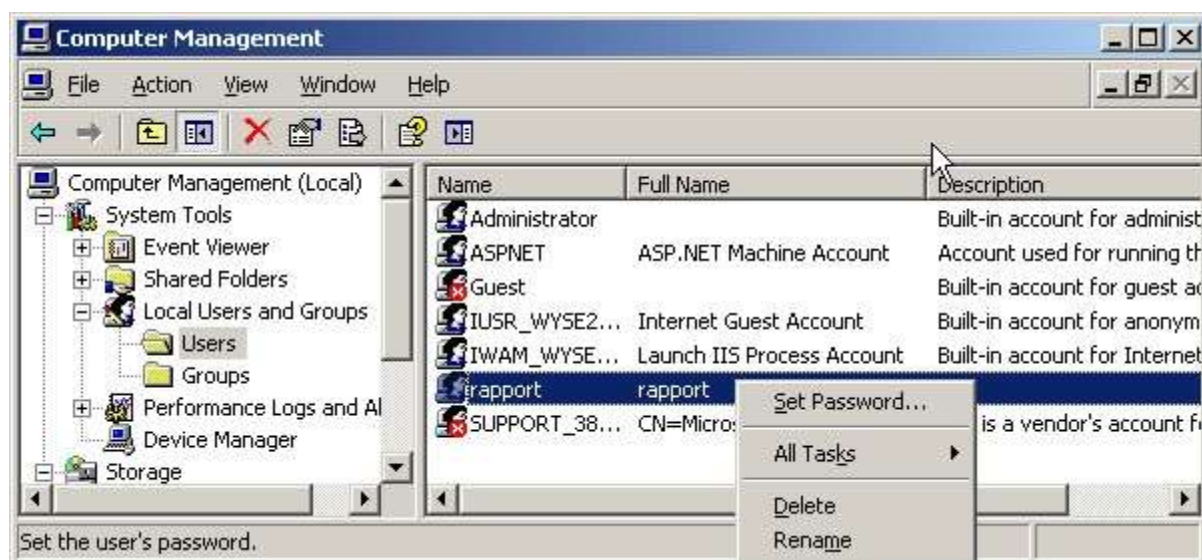 Computer Management
File Action View Window Help
Computer Management (Local)
System Tools
Event Viewer
Shared Folders
Local Users and Groups
Users
Groups
Performance Logs and Al
Device Manager
Storage
Name Full Name Description
Administrator Built-in account for administ
ASPNET ASP.NET Machine Account Account used for running th
Guest Built-in account for guest ac
IUSR_WYSE2... Internet Guest Account Built-in account for anonym
IWAM_WYSE... Launch IIS Process Account Built-in account for Internet
rapport rapport
SUPPORT_38... CN=Micros is a vendor's account f
Set Password...
All Tasks
Delete
Rename
Set the user's password.